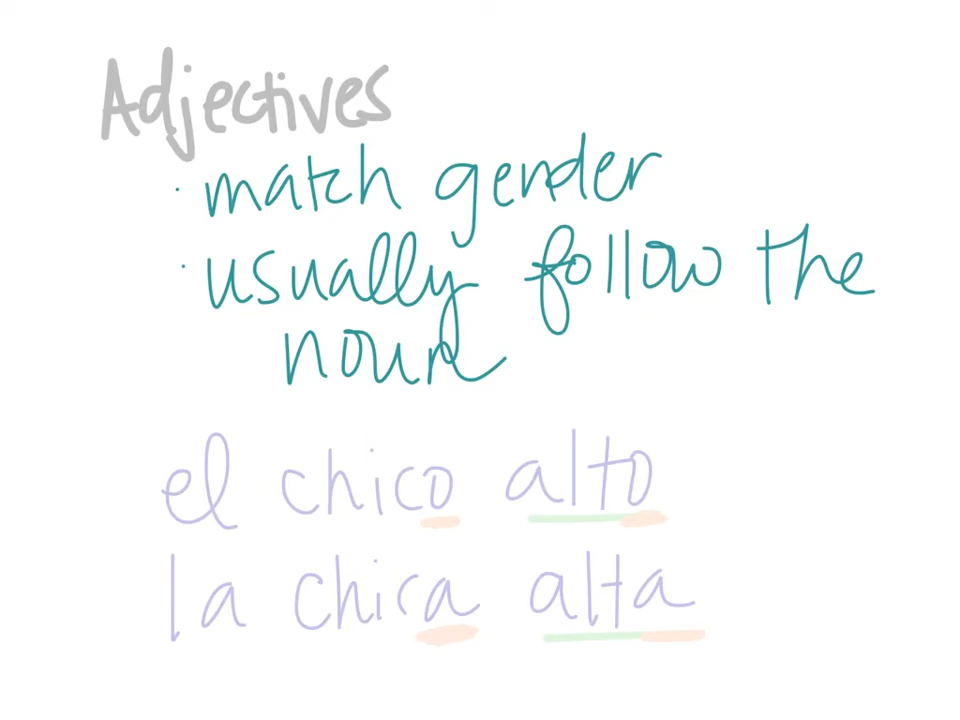 Adjectives
· match gender
· usually follow the
noun
el chico alto
la chica alta